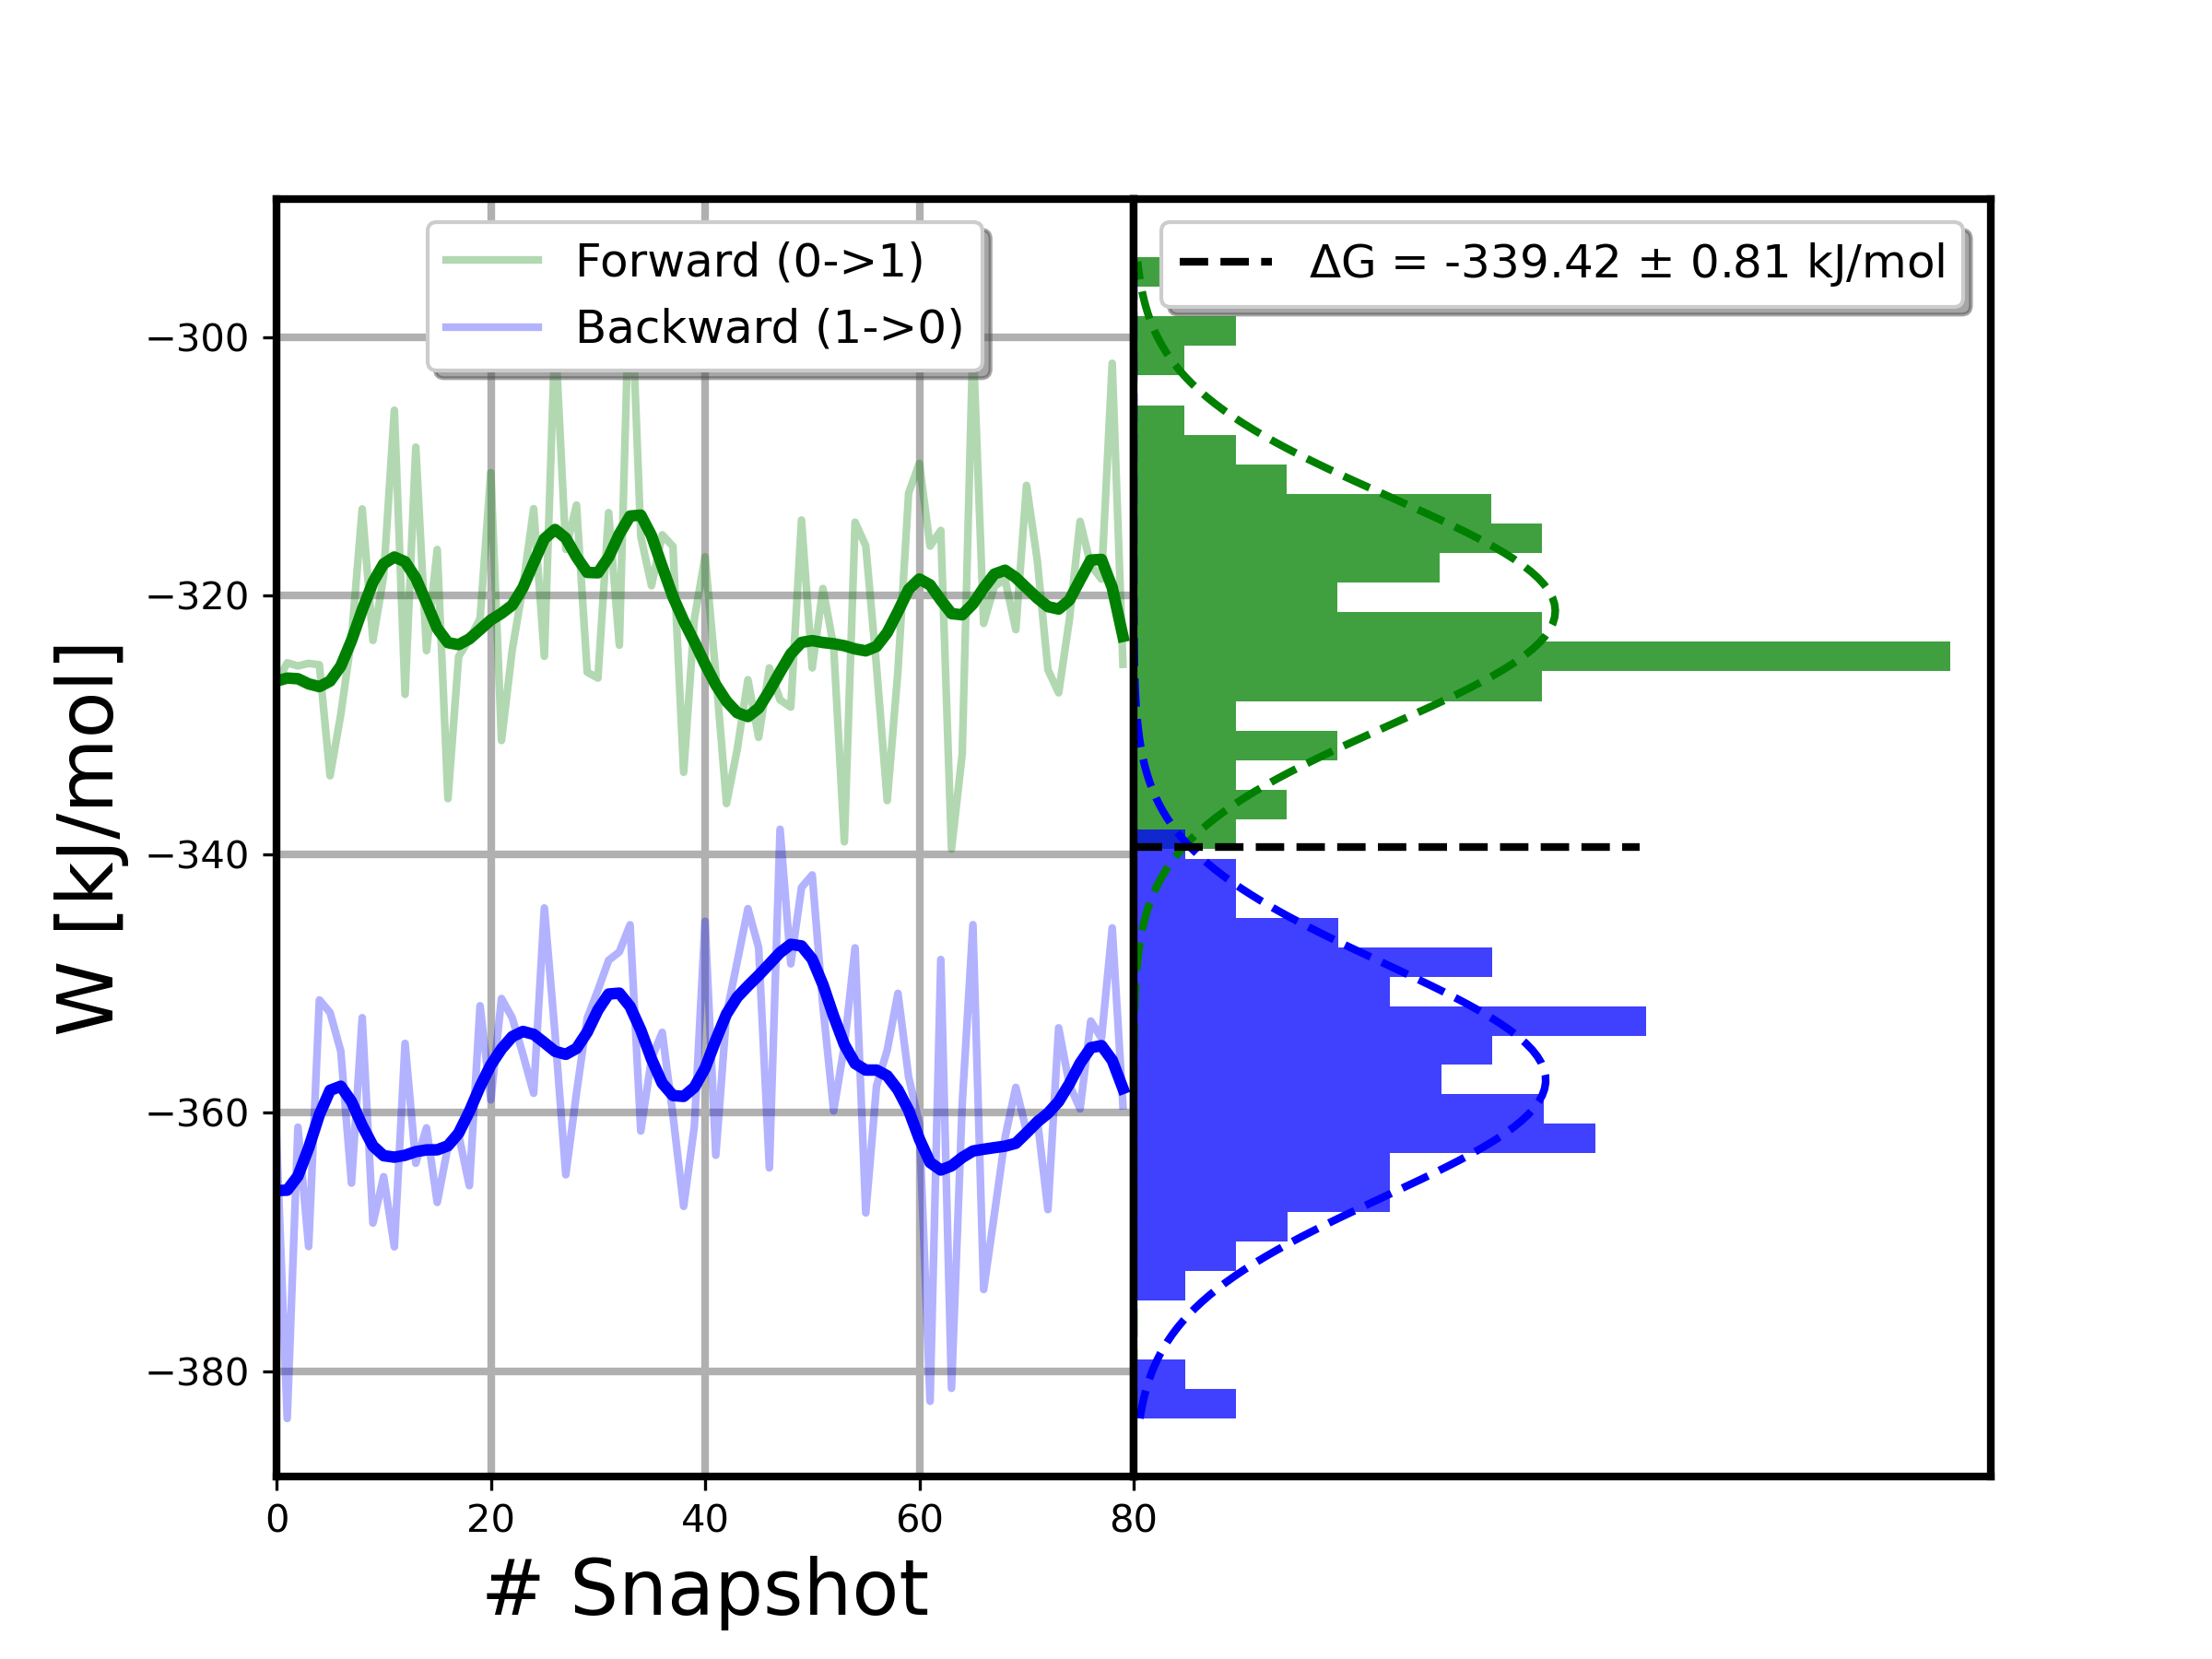 Forward (0->1)
Backward (1->0)
ΔG = -339.42 ± 0.81 kJ/mol
W [kJ/mol]
−300
−320
−340
−360
−380
0 20 40 60 80
# Snapshot